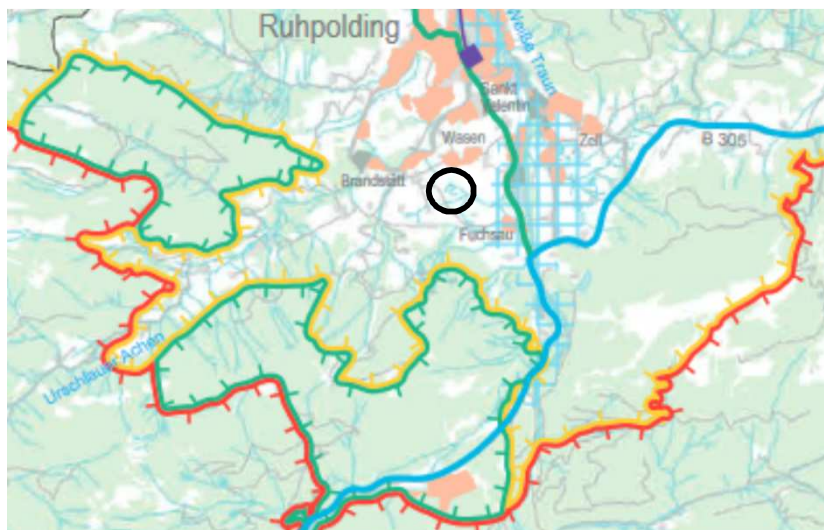 Ruhpolding
Weiße Traun
Sankt
Valentin
Wasen
Zell
B 305
Brandstätt
Fuchsau
Urschlauer Achen